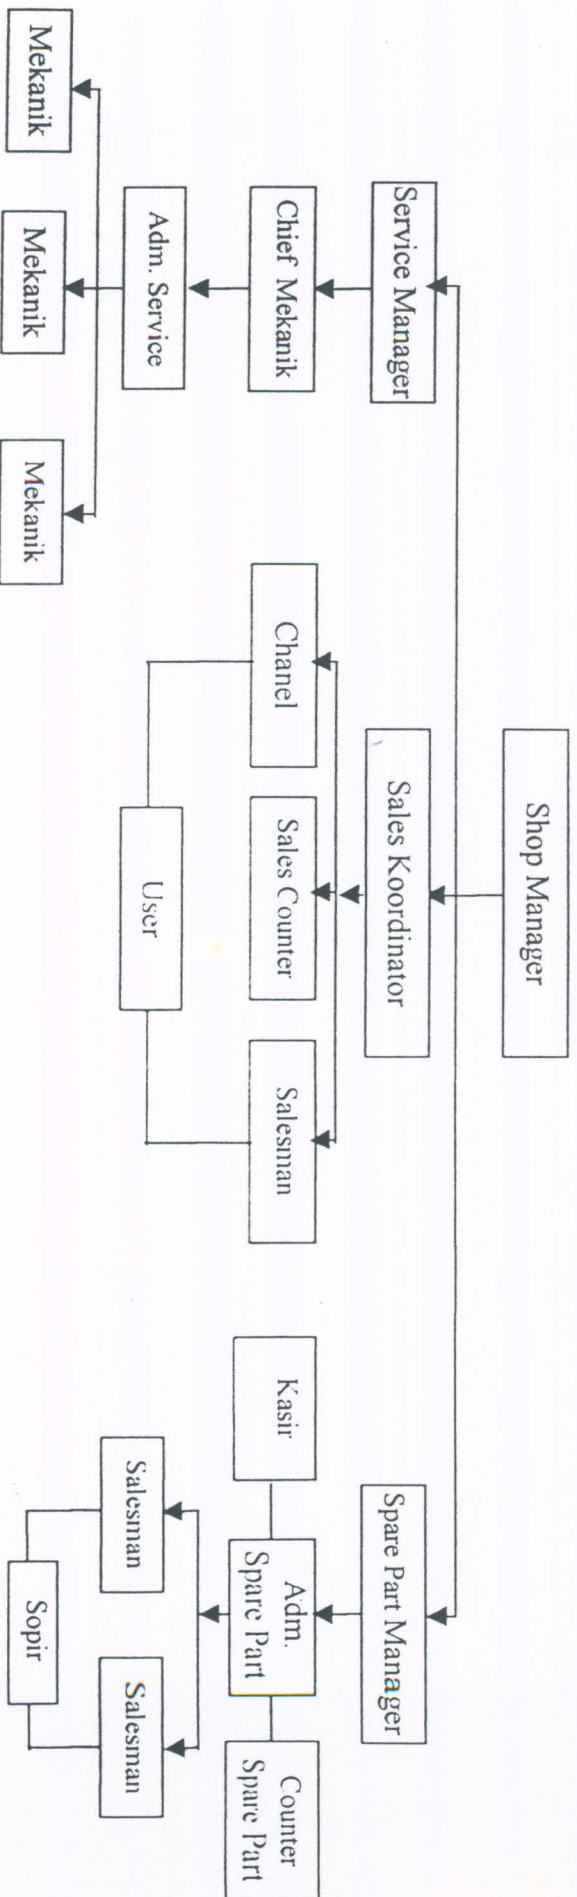 Shop Manager
Service Manager
Sales Koordinator
Spare Part Manager
Chief Mekanik
Chanel
Sales Counter
Salesman
Kasir
Adm.
Spare Part
Counter
Spare Part
Adm. Service
User
Salesman
Salesman
Mekanik
Mekanik
Mekanik
Sopir